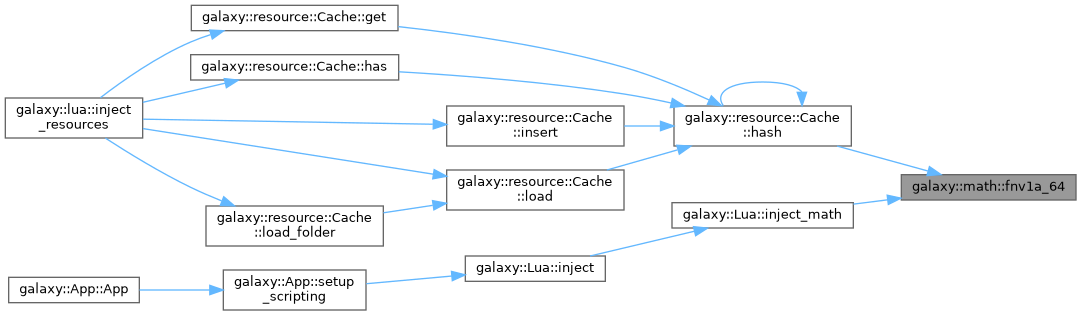 galaxy::resource::Cache::get
galaxy::resource::Cache::has
galaxy::lua::inject
_resources
galaxy::resource::Cache
::insert
galaxy::resource::Cache
::hash
galaxy::resource::Cache
::load
galaxy::math::fnv1a_64
galaxy::resource::Cache
::load_folder
galaxy::Lua::inject_math
galaxy::Lua::inject
galaxy::App::App
galaxy::App::setup
_scripting